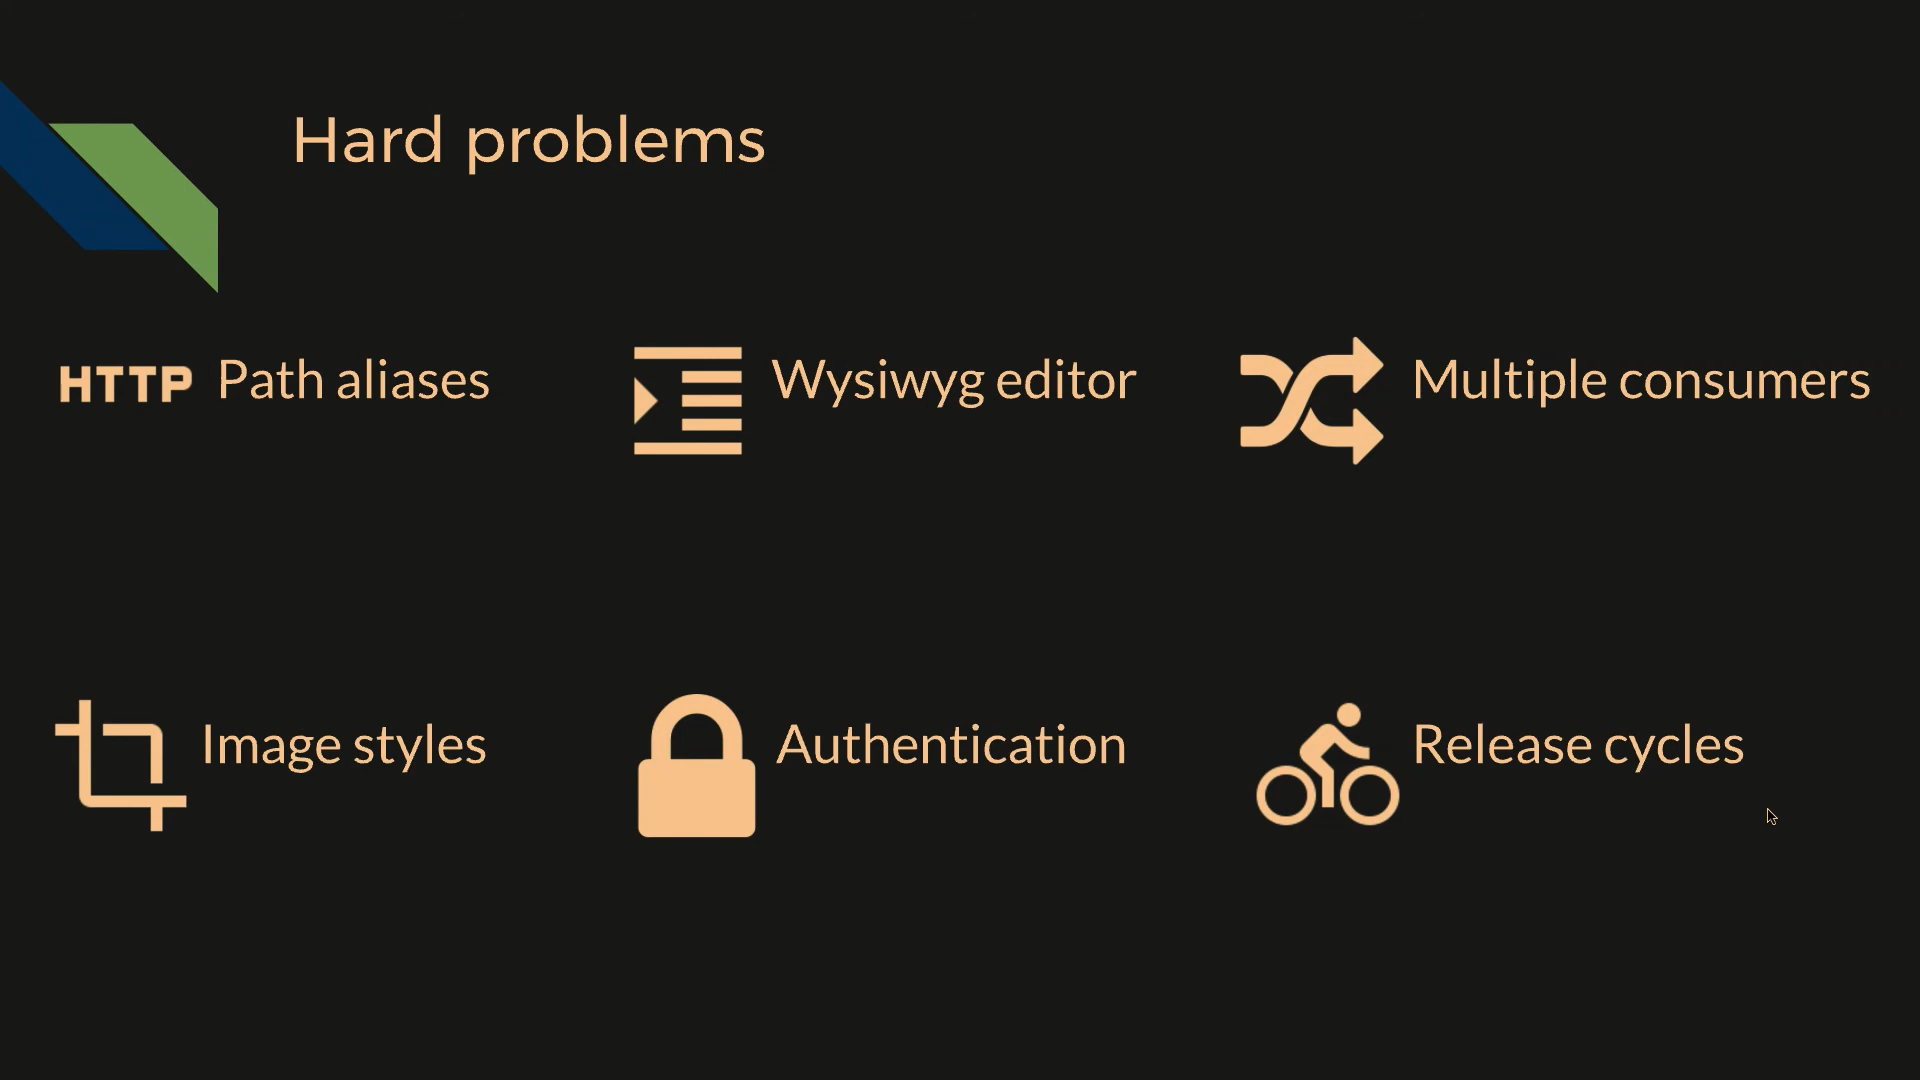 Hard problems
HTTP Path aliases
Wysiwyg editor
Multiple consumers
Image styles
Authentication
Release cycles